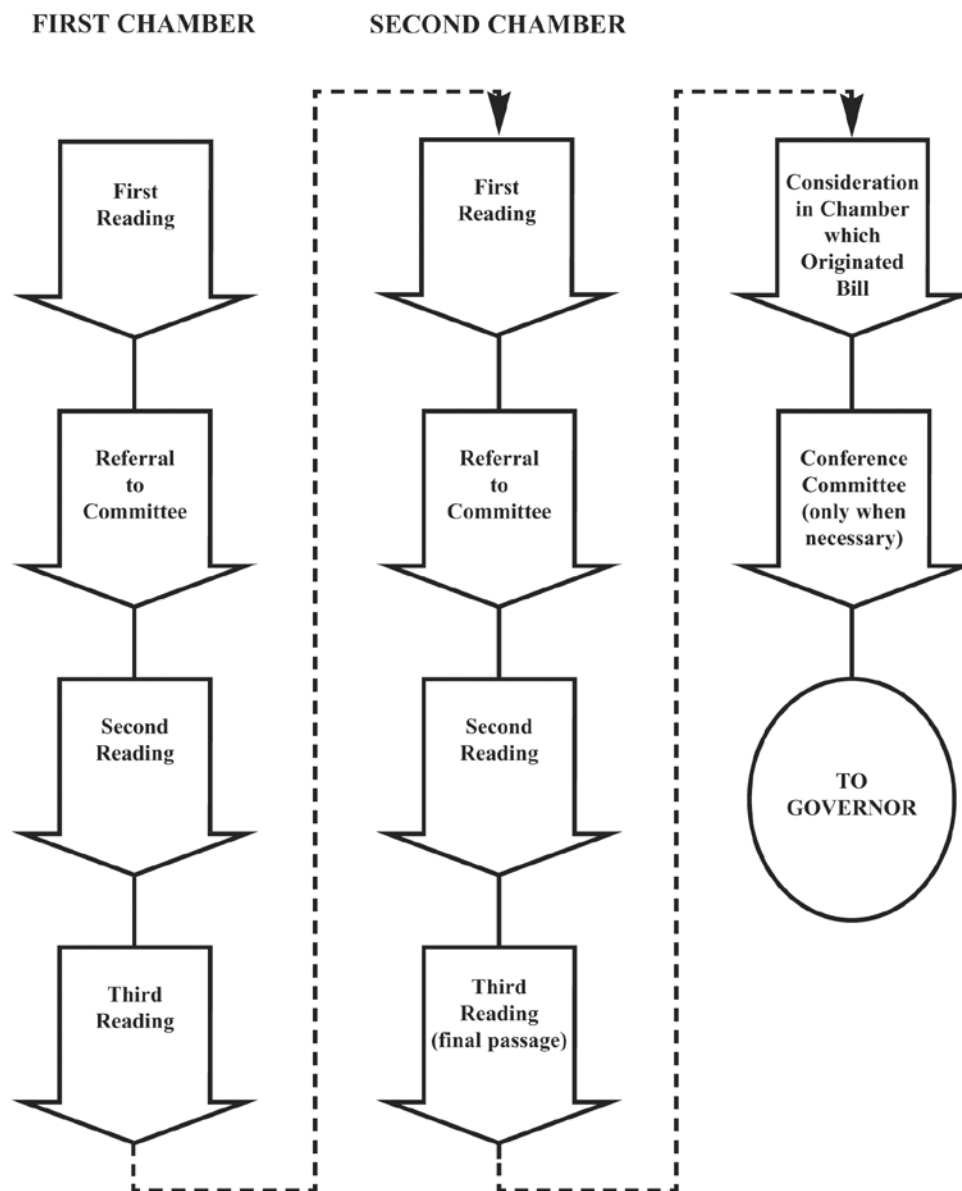 FIRST CHAMBER
First
Reading
Referral
to
Committee
Second
Reading
Third
Reading
SECOND CHAMBER
First
Reading
Referral
to
Committee
Second
Reading
Third
Reading
(final passage)
Consideration
in Chamber
which
Originated
Bill
Conference
Committee
(only when
necessary)
TO
GOVERNOR